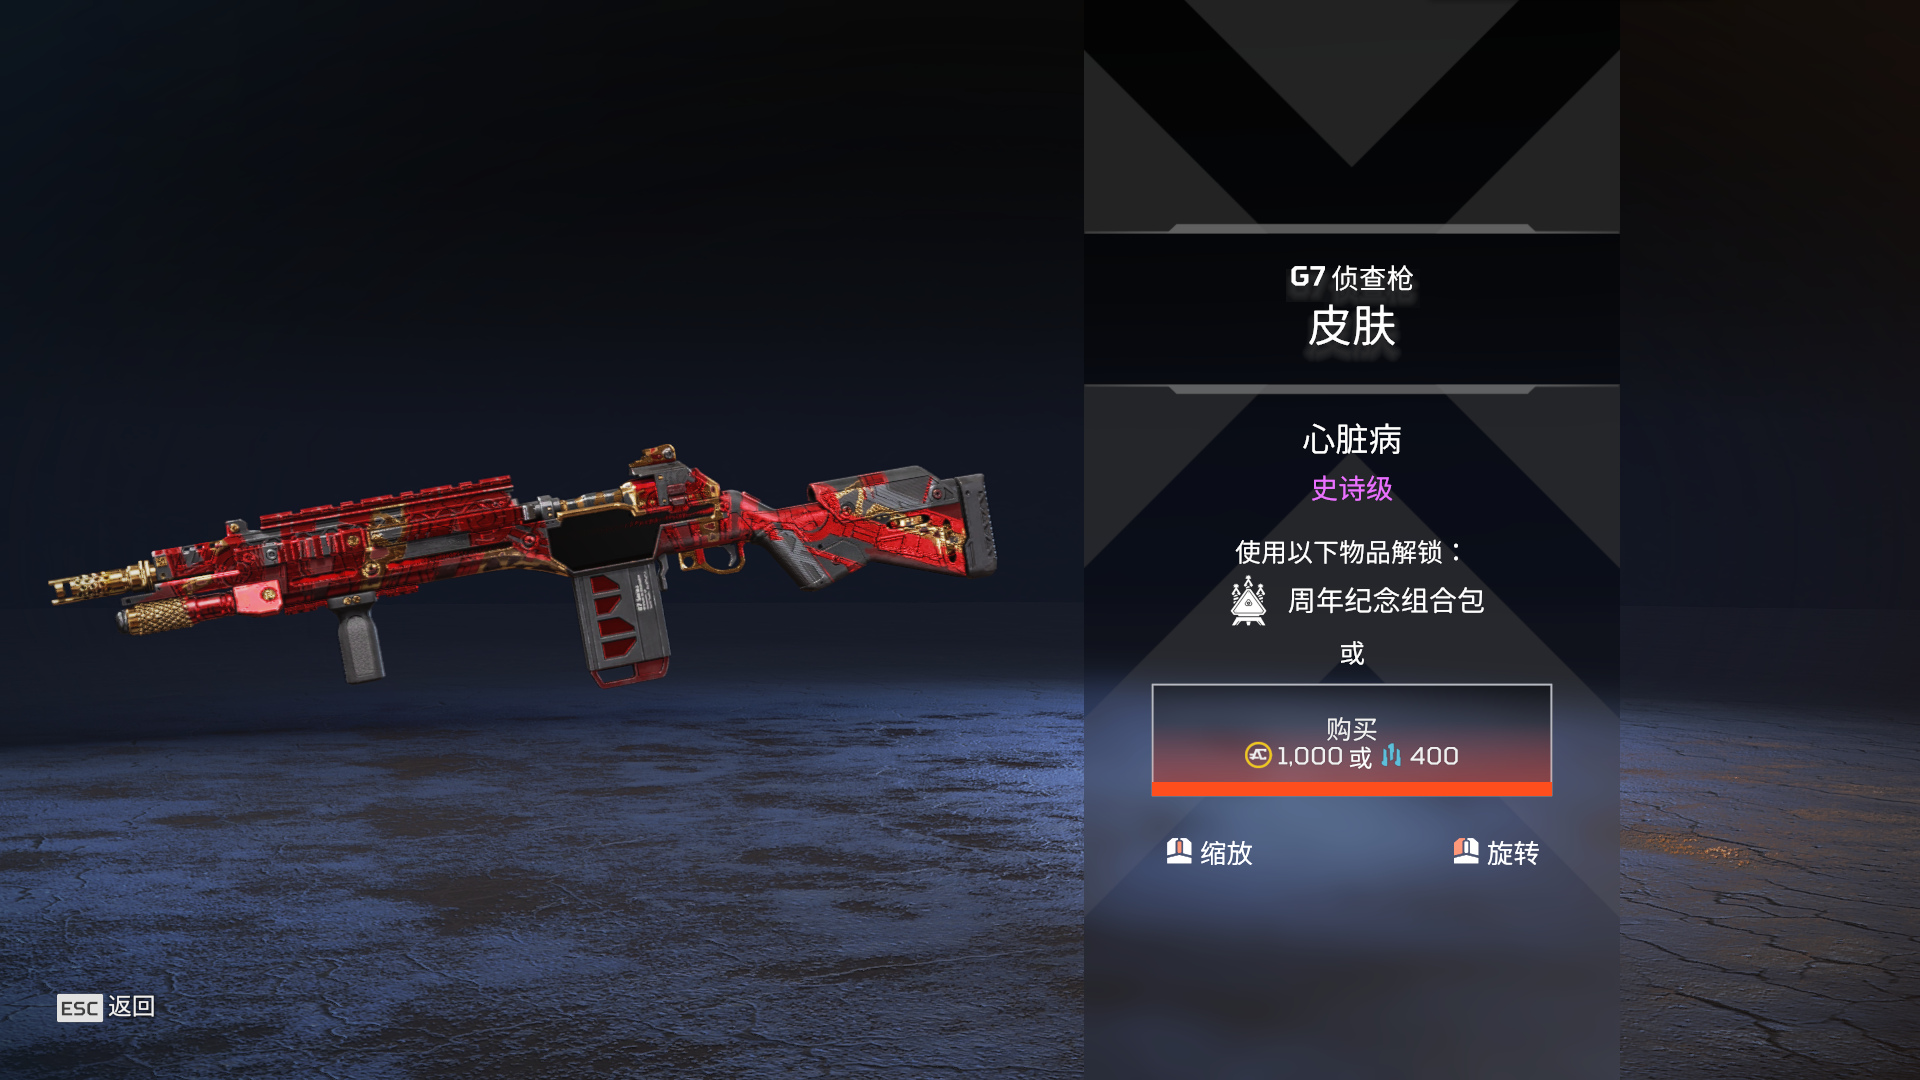 G7 侦查枪
皮肤
心脏病
史诗级
使用以下物品解锁：
周年纪念组合包
或
购买
1,000 或 400
缩放
旋转
ESC 返回